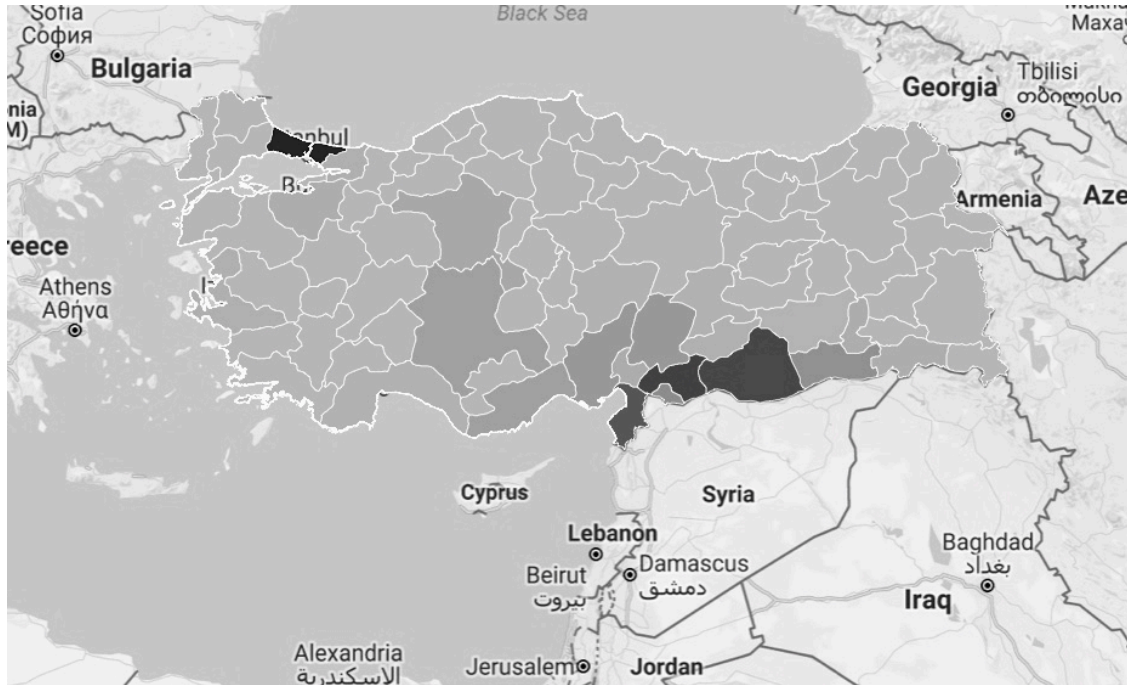 Sofia
София
Black Sea
Bulgaria
Georgia
Tbilisi
თბილისი
Armenia
Aze
reece
Athens
Αθήνα
Cyprus
Syria
Lebanon
Beirut
بيروت
Damascus
دمشق
Baghdad
بغداد
Iraq
Alexandria
الإسكندرية
Jerusalem
Jordan